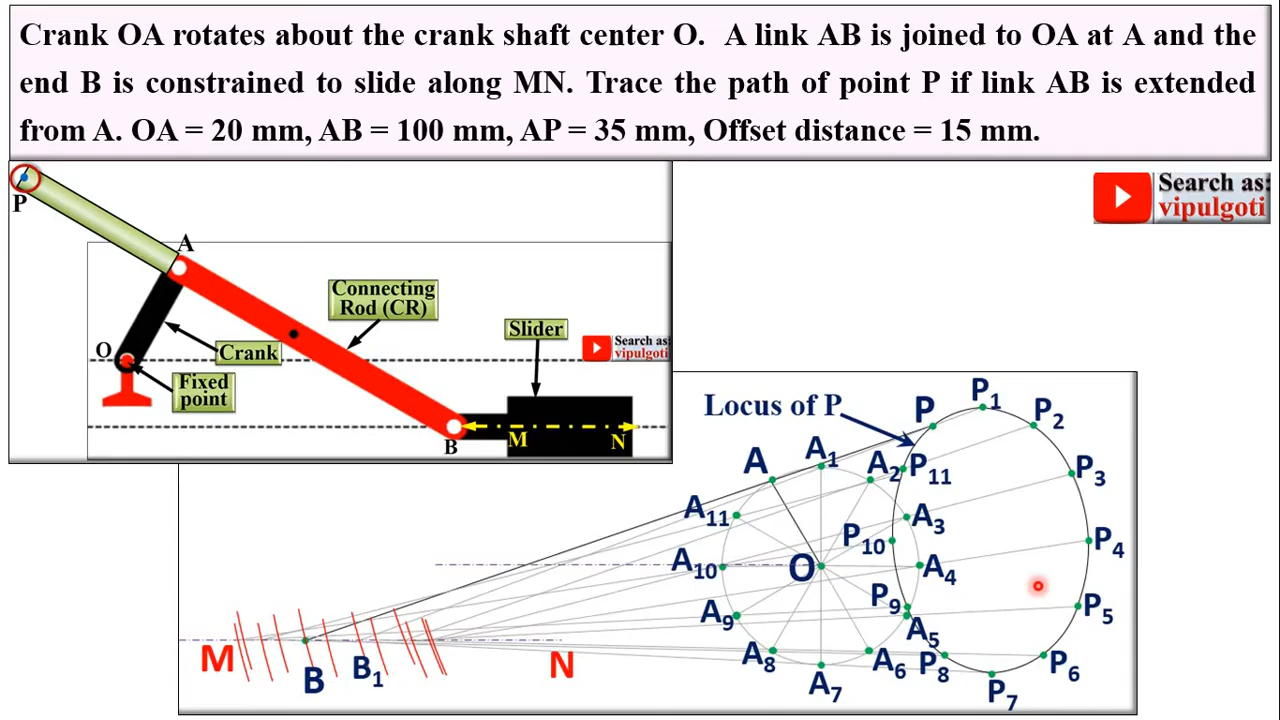 Crank OA rotates about the crank shaft center O. A link AB is joined to OA at A and the
end B is constrained to slide along MN. Trace the path of point P if link AB is extended
from A. OA = 20 mm, AB = 100 mm, AP = 35 mm, Offset distance = 15 mm.
Search as:
vipulgoti
P
A
Connecting
Rod (CR)
Slider
O
Crank
Search as:
vipulgoti
Fixed
point
M
N
B
Locus of P
P
P1
P2
A
A1
A2
P11
P3
A11
A3
P10
P4
A10
O
A4
A9
P9
P5
A5
M
B
B1
N
A8
A6
P8
P6
A7
P7